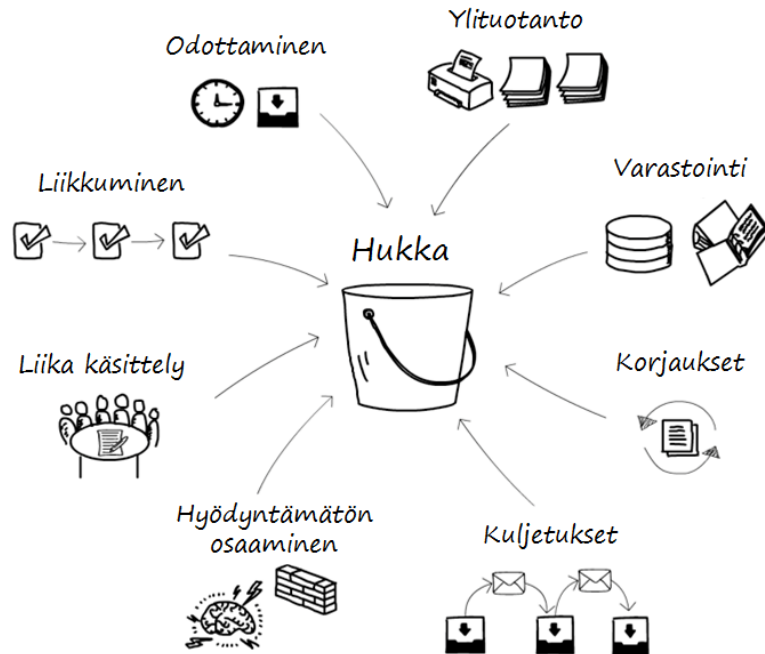 Ylituotanto
Odottaminen
Varastointi
Liikkuminen
Hukka
Liika käsittely
Korjaukset
Hyödyntämätön
osaaminen
Kuljetukset